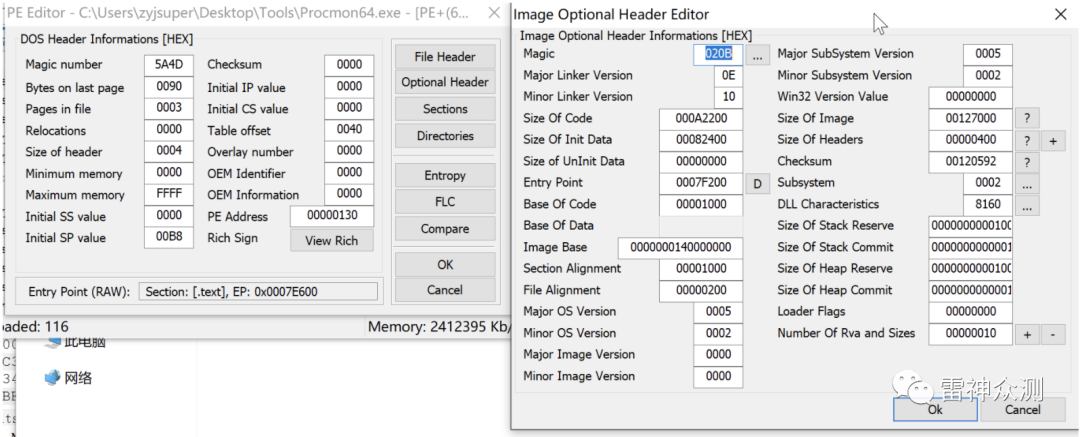 PE Editor - C:\Users\zyjsuper\Desktop\Tools\Procmon64.exe - [PE+(6...
DOS Header Informations [HEX]
Magic number 5A4D Checksum 0000
Bytes on last page 0090 Initial IP value 0000
Pages in file 0003 Initial CS value 0000
Relocations 0000 Table offset 0040
Size of header 0004 Overlay number 0000
Minimum memory 0000 OEM Identifier 0000
Maximum memory FFFF OEM Information 0000
Initial SS value 0000 PE Address 00000130
Initial SP value 00B8 Rich Sign View Rich
Entry Point (RAW): Section: [.text], EP: 0x0007E600
File Header
Optional Header
Sections
Directories
Entropy
FLC
Compare
OK
Cancel
oaded: 116 Memory: 2412395 Kb/
此电脑
网络
Image Optional Header Editor
Image Optional Header Informations [HEX]
Magic 020B ... Major SubSystem Version 0005
Major Linker Version 0E Minor Subsystem Version 0002
Minor Linker Version 10 Win32 Version Value 00000000
Size Of Code 000A2200 Size Of Image 00127000 ?
Size Of Init Data 00082400 Size Of Headers 00000400 ? +
Size of UnInit Data 00000000 Checksum 00120592 ?
Entry Point 0007F200 D Subsystem 0002 ...
Base Of Code 00001000 DLL Characteristics 8160 ...
Base Of Data Size Of Stack Reserve 000000000010
Image Base 0000000140000000 Size Of Stack Commit 0000000000001
Section Alignment 00001000 Size Of Heap Reserve 000000000010
File Alignment 00000200 Size Of Heap Commit 0000000000001
Major OS Version 0005 Loader Flags 00000000
Minor OS Version 0002 Number Of Rva and Sizes 00000010 + -
Major Image Version 0000
Minor Image Version 0000
Ok Cancel
雷神众测